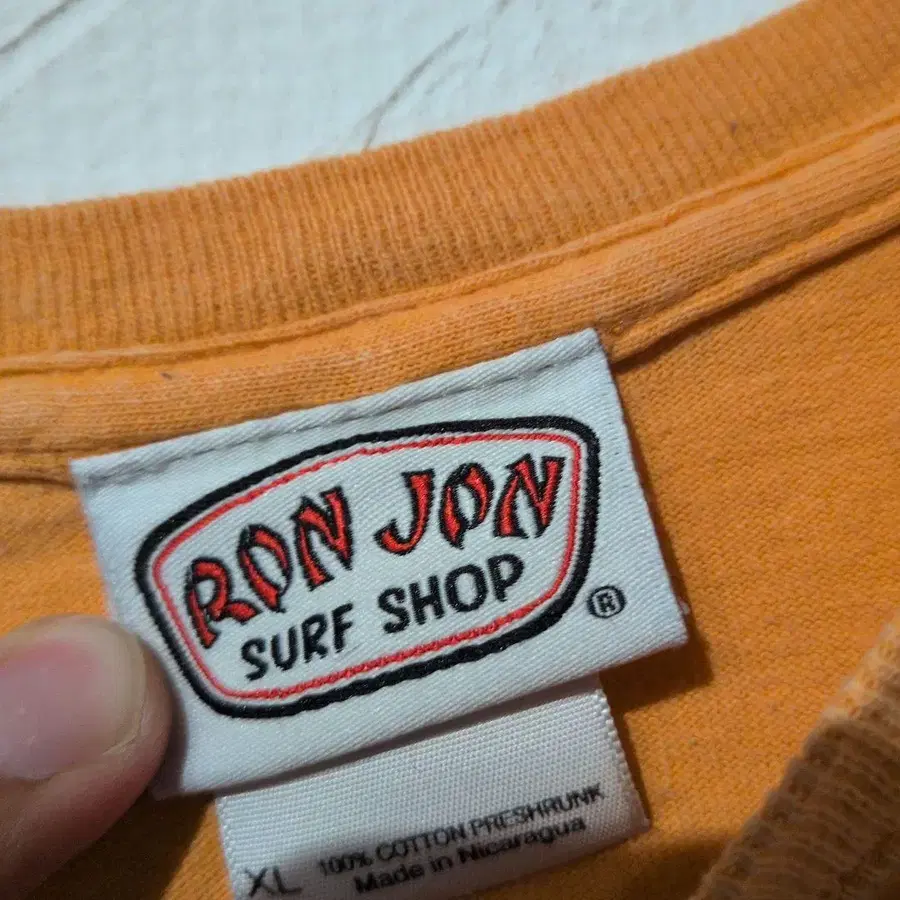 RON JON
SURF SHOP
®
XL 100% COTTON PRESHRUNK
Made in Nicaragua